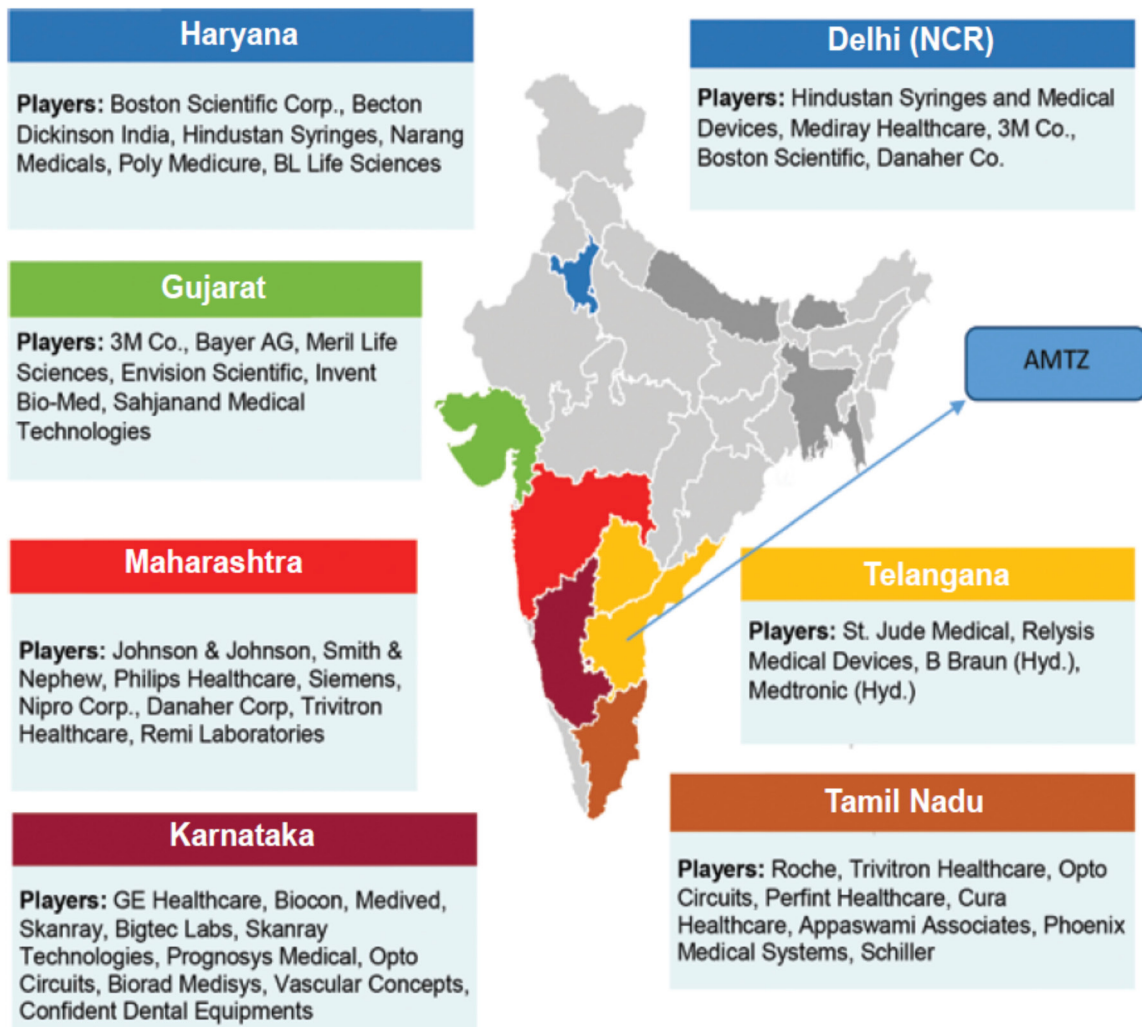 Haryana
Players: Boston Scientific Corp., Becton
Dickinson India, Hindustan Syringes, Narang
Medicals, Poly Medicure, BL Life Sciences
Delhi (NCR)
Players: Hindustan Syringes and Medical
Devices, Mediray Healthcare, 3M Co.,
Boston Scientific, Danaher Co.
Gujarat
Players: 3M Co., Bayer AG, Meril Life
Sciences, Envision Scientific, Invent
Bio-Med, Sahjanand Medical
Technologies
AMTZ
Maharashtra
Players: Johnson & Johnson, Smith &
Nephew, Philips Healthcare, Siemens,
Nipro Corp., Danaher Corp, Trivitron
Healthcare, Remi Laboratories
Telangana
Players: St. Jude Medical, Relysis
Medical Devices, B Braun (Hyd.),
Medtronic (Hyd.)
Karnataka
Players: GE Healthcare, Biocon, Medived,
Skanray, Bigtec Labs, Skanray
Technologies, Prognosys Medical, Opto
Circuits, Biorad Medisys, Vascular Concepts,
Confident Dental Equipments
Tamil Nadu
Players: Roche, Trivitron Healthcare, Opto
Circuits, Perfint Healthcare, Cura
Healthcare, Appaswami Associates, Phoenix
Medical Systems, Schiller